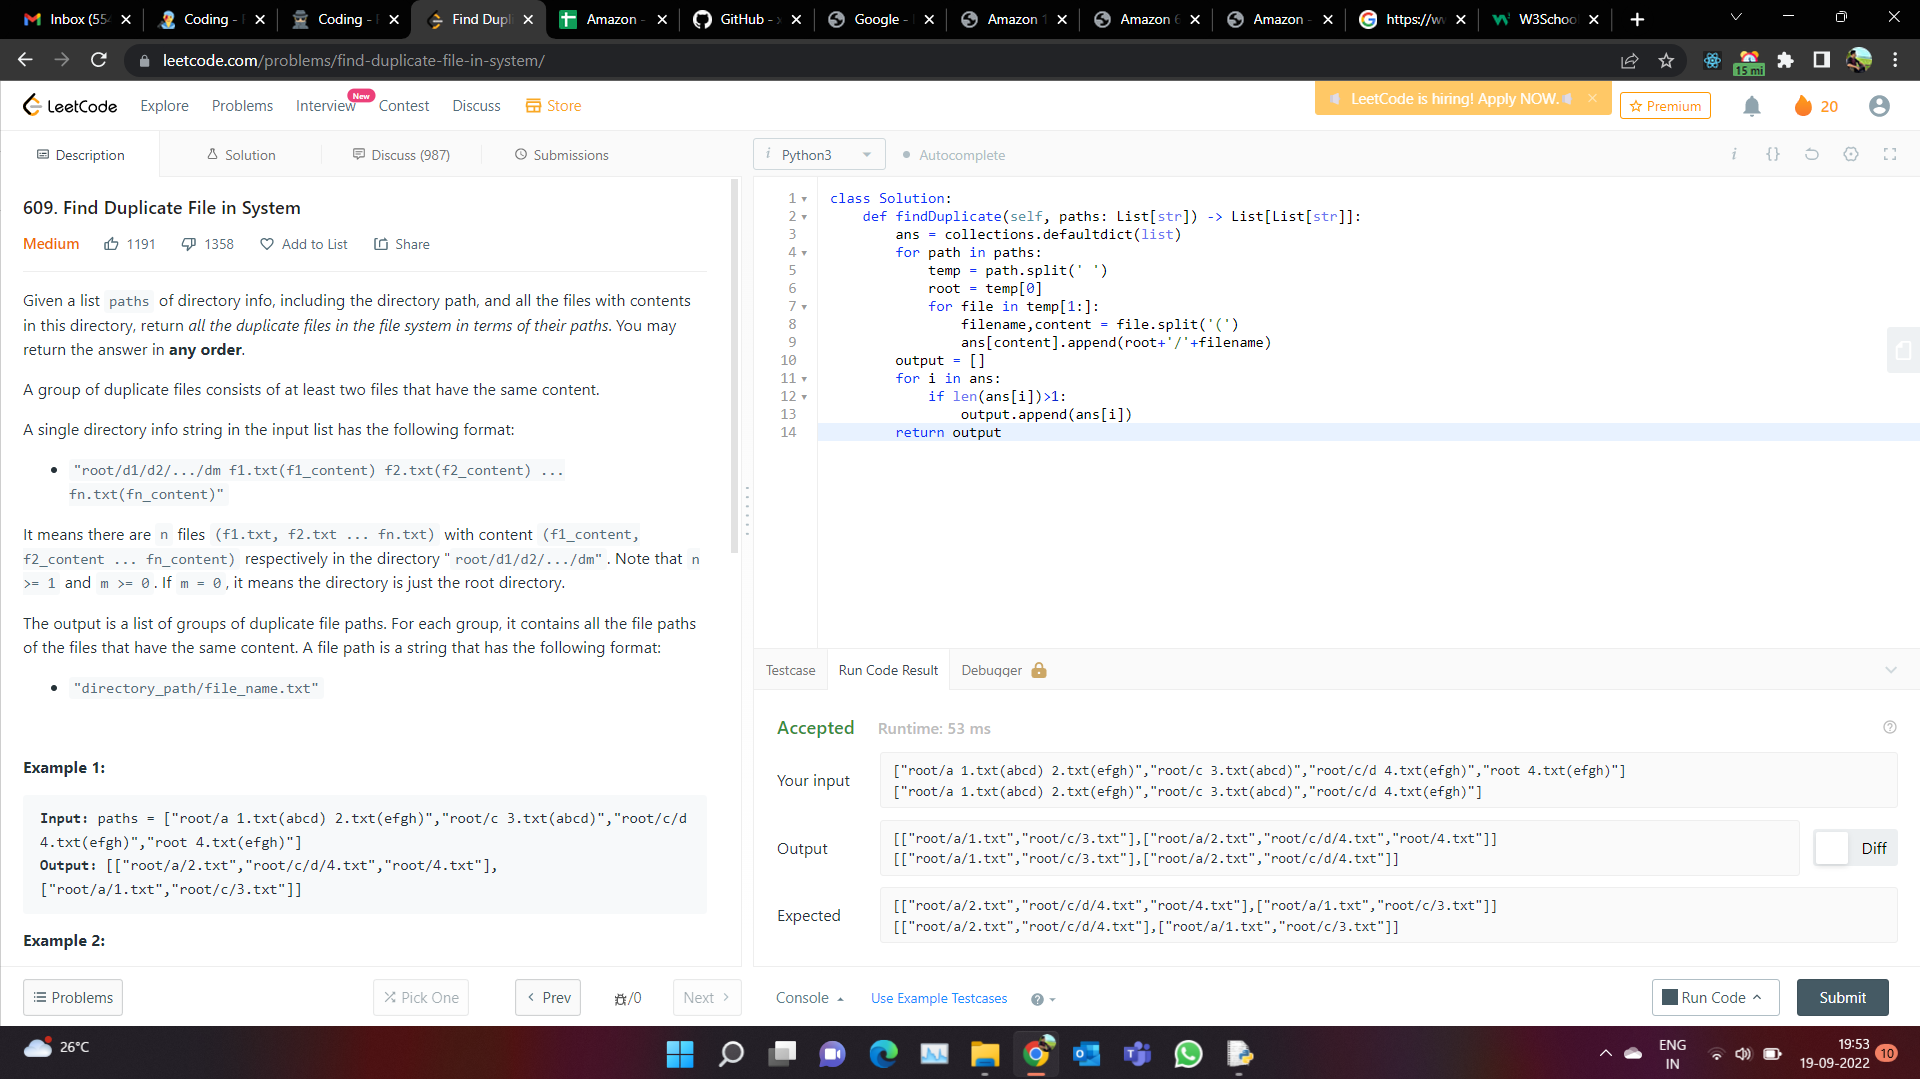 Inbox (554
Coding -
Coding -
Find Dupli
Amazon -
GitHub -
Google -
Amazon
Amazon
Amazon -
https://w
W3Schoo
leetcode.com/problems/find-duplicate-file-in-system/
15 mi
LeetCode
Explore
Problems
Interview
New
Contest
Discuss
Store
LeetCode is hiring! Apply NOW.
Premium
20
Description
Solution
Discuss (987)
Submissions
i Python3
Autocomplete
609. Find Duplicate File in System
Medium
1191
1358
Add to List
Share
Given a list paths of directory info, including the directory path, and all the files with contents
in this directory, return all the duplicate files in the file system in terms of their paths. You may
return the answer in any order.
A group of duplicate files consists of at least two files that have the same content.
A single directory info string in the input list has the following format:
• "root/d1/d2/.../dm f1.txt(f1_content) f2.txt(f2_content) ...
fn.txt(fn_content)"
It means there are n files (f1.txt, f2.txt ... fn.txt) with content (f1_content,
f2_content ... fn_content) respectively in the directory "root/d1/d2/.../dm". Note that n
>= 1 and m >= 0. If m = 0, it means the directory is just the root directory.
The output is a list of groups of duplicate file paths. For each group, it contains all the file paths
of the files that have the same content. A file path is a string that has the following format:
• "directory_path/file_name.txt"
Example 1:
Input: paths = ["root/a 1.txt(abcd) 2.txt(efgh)","root/c 3.txt(abcd)","root/c/d
4.txt(efgh)","root 4.txt(efgh)"]
Output: [["root/a/2.txt","root/c/d/4.txt","root/4.txt"],
["root/a/1.txt","root/c/3.txt"]]
Example 2:
1 class Solution:
2 def findDuplicate(self, paths: List[str]) -> List[List[str]]:
3 ans = collections.defaultdict(list)
4 for path in paths:
5 temp = path.split(' ')
6 root = temp[0]
7 for file in temp[1:]:
8 filename,content = file.split('(')
9 ans[content].append(root+'/'+filename)
10 output = []
11 for i in ans:
12 if len(ans[i])>1:
13 output.append(ans[i])
14 return output
Testcase
Run Code Result
Debugger
Accepted
Runtime: 53 ms
Your input
["root/a 1.txt(abcd) 2.txt(efgh)","root/c 3.txt(abcd)","root/c/d 4.txt(efgh)","root 4.txt(efgh)"]
["root/a 1.txt(abcd) 2.txt(efgh)","root/c 3.txt(abcd)","root/c/d 4.txt(efgh)"]
Output
[["root/a/1.txt","root/c/3.txt"],["root/a/2.txt","root/c/d/4.txt","root/4.txt"]]
[["root/a/1.txt","root/c/3.txt"],["root/a/2.txt","root/c/d/4.txt"]]
Diff
Expected
[["root/a/2.txt","root/c/d/4.txt","root/4.txt"],["root/a/1.txt","root/c/3.txt"]]
[["root/a/2.txt","root/c/d/4.txt"],["root/a/1.txt","root/c/3.txt"]]
Problems
Pick One
Prev
/0
Next
Console
Use Example Testcases
Run Code
Submit
26°C
ENG
IN
19:53
19-09-2022
10